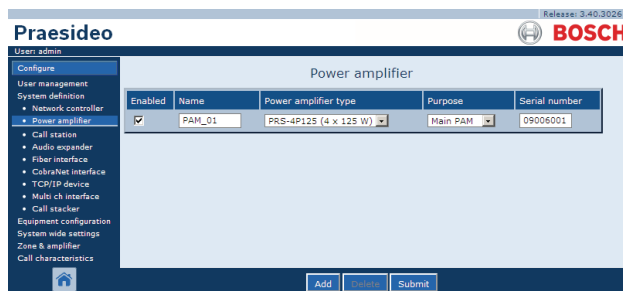 Release: 3.40.3026
Praesideo
BOSCH
User: admin
Configure
User management
System definition
• Network controller
• Power amplifier
• Call station
• Audio expander
• Fiber interface
• CobraNet interface
• TCP/IP device
• Multi ch interface
• Call stacker
Equipment configuration
System wide settings
Zone & amplifier
Call characteristics
Power amplifier
Enabled Name Power amplifier type Purpose Serial number
PAM_01 PRS-4P125 (4 x 125 W) Main PAM 09006001
Add Delete Submit